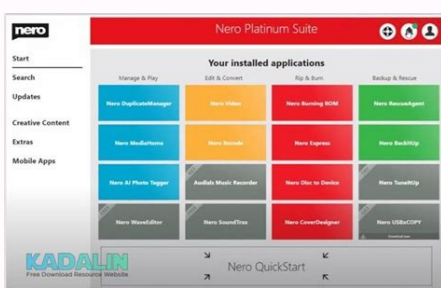 nero
Nero Platinum Suite
Start
Search
Updates
Creative Content
Extras
Mobile Apps
Your installed applications
Manage & Play
Edit & Convert
Rip & Burn
Backup & Rescue
Nero DuplicateManager
Nero Video
Nero Burning ROM
Nero RescueAgent
Nero MediaHome
Nero Recode
Nero Express
Nero BackItUp
Nero AI Photo Tagger
Audials Music Recorder
Nero Disc to Device
Nero TuneItUp
Nero WaveEditor
Nero SoundTrax
Nero CoverDesigner
Nero USBxCOPY
Nero QuickStart
KADALIN
Free Download Resource Website